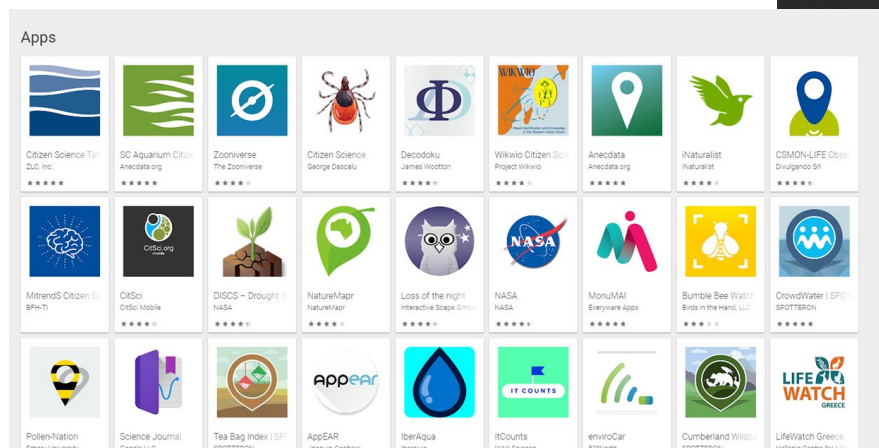 Apps
Citizen Science
ZLC, Inc.
SC Aquarium Citize
Anecdata.org
Zooniverse
The Zooniverse
Citizen Science
George Dascalu
Decodoku
James Wootton
WIKWIO
Wikwio Citizen Scie
Project Wikwio
Anecdata
Anecdata.org
iNaturalist
iNaturalist
CSMON-LIFE Obse
Divulgando Srl
MitrendS Citizen Sc
BFH-TI
CitSci.org
mobile
CitSci
CitSci Mobile
DISCS – Drought
NASA
NatureMapr
NatureMapr
Loss of the night
Interactive Scape Gmb
NASA
NASA
NASA
MonuMAI
Everyware Apps
Bumble Bee Watch
Birds in the Hand, LLC
CrowdWater | SPOT
SPOTTERON
Pollen-Nation
Science Journal
Tea Bag Index | SP
APPEAR
AppEAR
IberAqua
IT COUNTS
ItCounts
enviroCar
Cumberland Wildp
LIFE
WATCH
GREECE
LifeWatch Greece